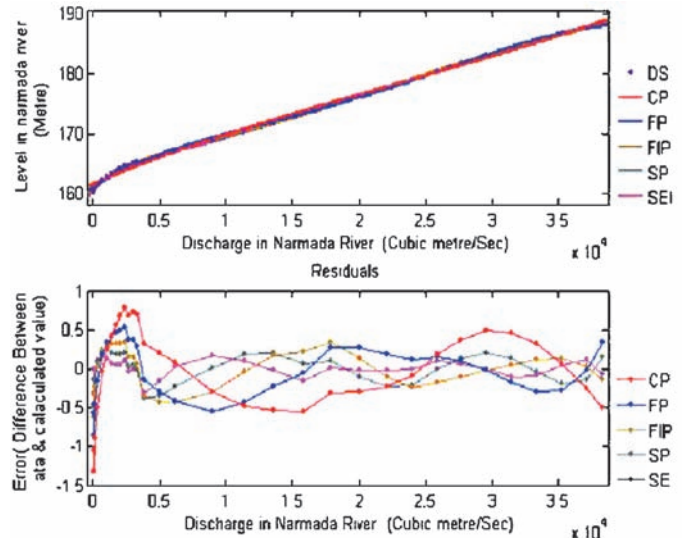 190
180
170
160
Level in narmada river
(Metre)
0 0.5 1 1.5 2 2.5 3 3.5
Discharge in Narmada River (Cubic metre/Sec)
x 10⁴
DS
CP
FP
FIP
SP
SEI
Residuals
1
0.5
0
-0.5
-1
-1.5
Error( Difference Between
ata & calaculated value)
0 0.5 1 1.5 2 2.5 3 3.5
Discharge in Narmada River (Cubic metre/Sec)
x 10⁴
CP
FP
FIP
SP
SE